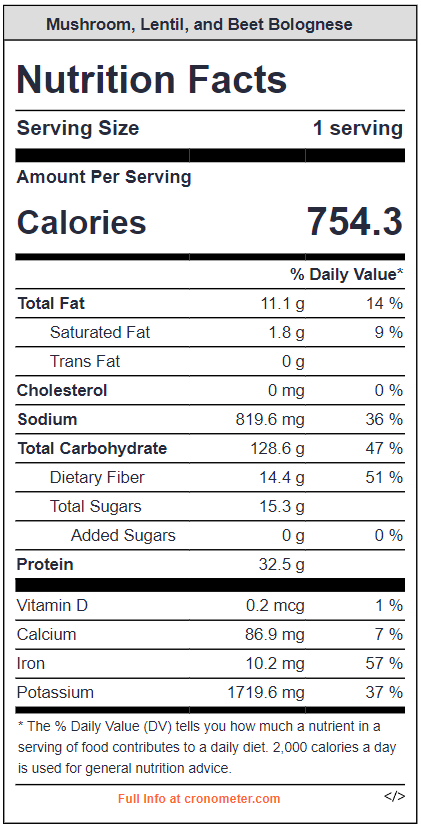 Mushroom, Lentil, and Beet Bolognese
Nutrition Facts
Serving Size 1 serving
Amount Per Serving
Calories 754.3
% Daily Value*
Total Fat 11.1 g 14 %
Saturated Fat 1.8 g 9 %
Trans Fat 0 g
Cholesterol 0 mg 0 %
Sodium 819.6 mg 36 %
Total Carbohydrate 128.6 g 47 %
Dietary Fiber 14.4 g 51 %
Total Sugars 15.3 g
Added Sugars 0 g 0 %
Protein 32.5 g
Vitamin D 0.2 mcg 1 %
Calcium 86.9 mg 7 %
Iron 10.2 mg 57 %
Potassium 1719.6 mg 37 %
* The % Daily Value (DV) tells you how much a nutrient in a
serving of food contributes to a daily diet. 2,000 calories a day
is used for general nutrition advice.
Full Info at cronometer.com </>